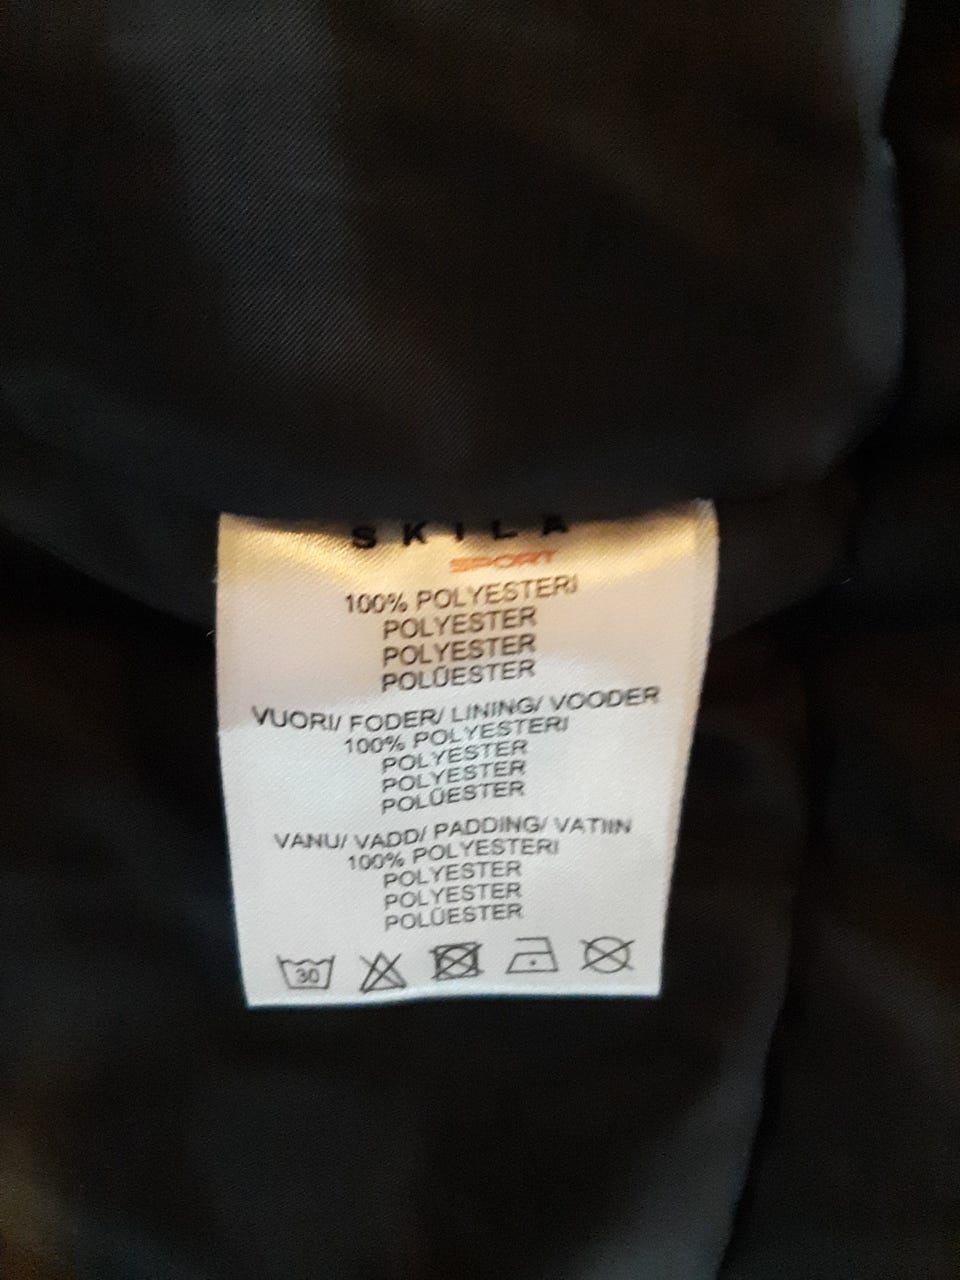 SKILA
SPORT
100% POLYESTERI
POLYESTER
POLYESTER
POLÜESTER
VUORI/ FODER/ LINING/ VOODER
100% POLYESTERI
POLYESTER
POLYESTER
POLÜESTER
VANU/ VADD/ PADDING/ VATIIN
100% POLYESTERI
POLYESTER
POLYESTER
POLÜESTER
30